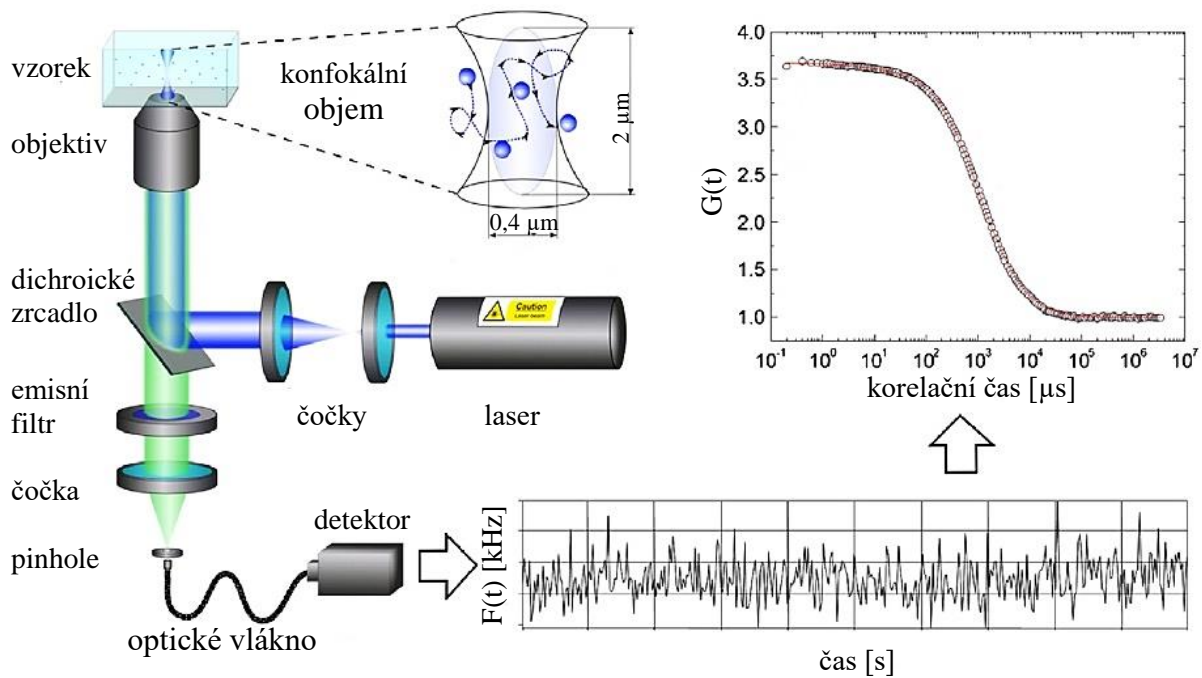 vzorek
konfokální
objem
2 µm
0,4 µm
objektiv
dichroické
zrcadlo
Caution
Laser beam
emisní
filtr
čočky
laser
čočka
pinhole
detektor
optické vlákno
F(t) [kHz]
čas [s]
G(t)
4.0
3.5
3.0
2.5
2.0
1.5
1.0
10⁻¹ 10⁰ 10¹ 10² 10³ 10⁴ 10⁵ 10⁶ 10⁷
korelační čas [µs]